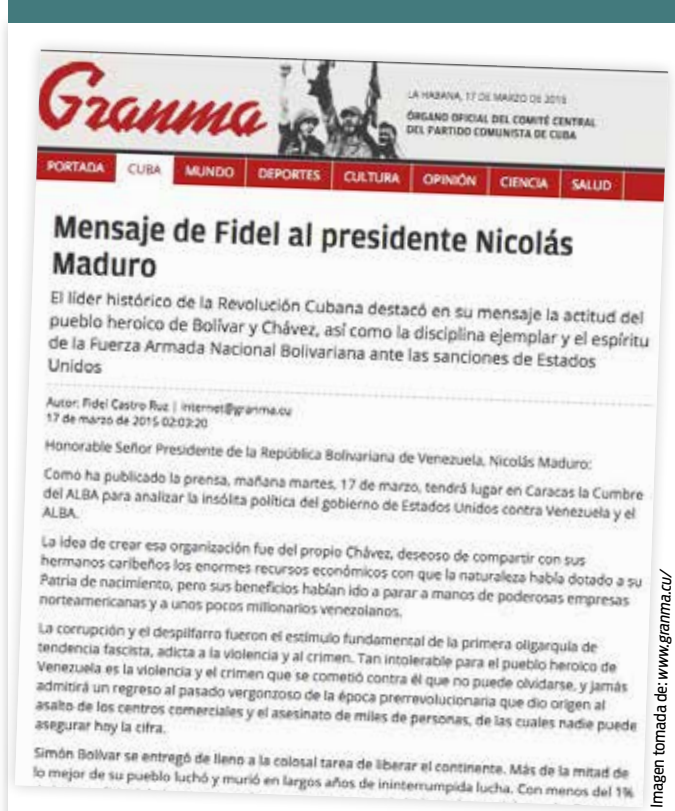 Granma
LA HABANA, 17 DE MARZO DE 2015
ÓRGANO OFICIAL DEL COMITÉ CENTRAL
DEL PARTIDO COMUNISTA DE CUBA
PORTADA CUBA MUNDO DEPORTES CULTURA OPINIÓN CIENCIA SALUD
Mensaje de Fidel al presidente Nicolás
Maduro
El líder histórico de la Revolución Cubana destacó en su mensaje la actitud del
pueblo heroico de Bolívar y Chávez, así como la disciplina ejemplar y el espíritu
de la Fuerza Armada Nacional Bolivariana ante las sanciones de Estados
Unidos
Autor: Fidel Castro Ruz | internet@granma.cu
17 de marzo de 2015 02:03:20
Honorable Señor Presidente de la República Bolivariana de Venezuela, Nicolás Maduro:
Como ha publicado la prensa, mañana martes, 17 de marzo, tendrá lugar en Caracas la Cumbre
del ALBA para analizar la insólita política del gobierno de Estados Unidos contra Venezuela y el
ALBA.
La idea de crear esa organización fue del propio Chávez, deseoso de compartir con sus
hermanos caribeños los enormes recursos económicos con que la naturaleza había dotado a su
Patria de nacimiento, pero sus beneficios habían ido a parar a manos de poderosas empresas
norteamericanas y a unos pocos millonarios venezolanos.
La corrupción y el despilfarro fueron el estímulo fundamental de la primera oligarquía de
tendencia fascista, adicta a la violencia y al crimen. Tan intolerable para el pueblo heroico de
Venezuela es la violencia y el crimen que se cometió contra él que no puede olvidarse, y jamás
admitirá un regreso al pasado vergonzoso de la época prerrevolucionaria que dio origen al
asalto de los centros comerciales y el asesinato de miles de personas, de las cuales nadie puede
asegurar hoy la cifra.
Simón Bolívar se entregó de lleno a la colosal tarea de liberar el continente. Más de la mitad de
lo mejor de su pueblo luchó y murió en largos años de ininterrumpida lucha. Con menos del 1%
Imagen tomada de: www.granma.cu/